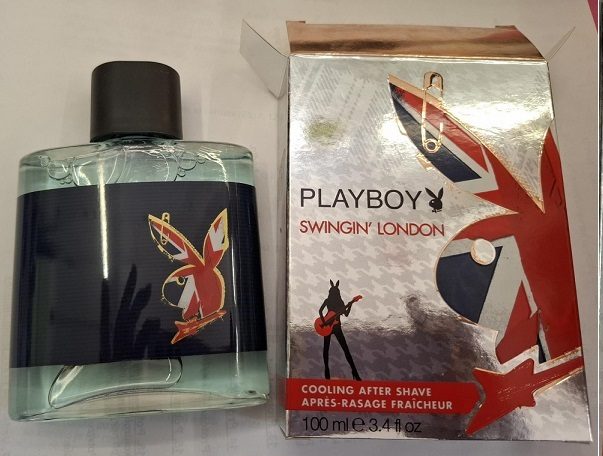 PLAYBOY
SWINGIN' LONDON
COOLING AFTER SHAVE
APRÈS-RASAGE FRAÎCHEUR
100 ml ℮ 3.4 fl oz